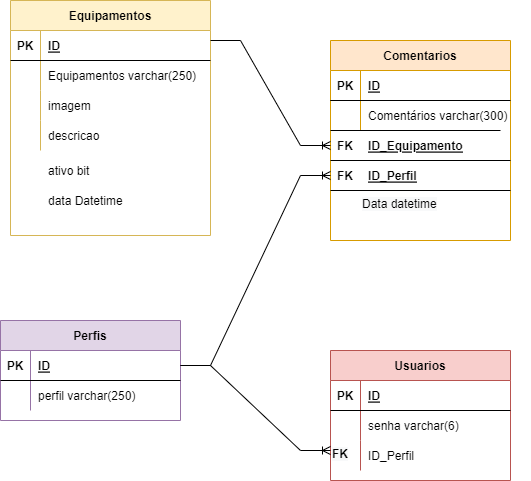 Equipamentos
PK ID
Equipamentos varchar(250)
imagem
descricao
ativo bit
data Datetime
Comentarios
PK ID
Comentários varchar(300)
FK ID_Equipamento
FK ID_Perfil
Data datetime
Perfis
PK ID
perfil varchar(250)
Usuarios
PK ID
senha varchar(6)
FK ID_Perfil